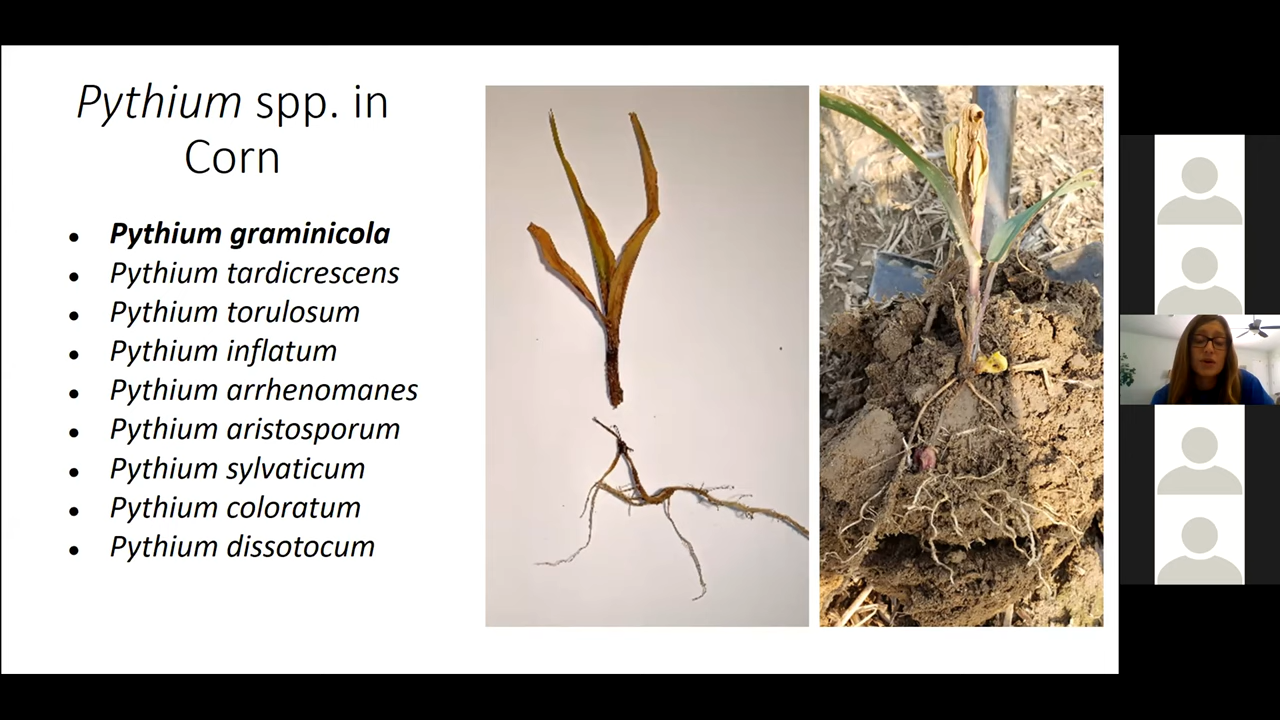 Pythium spp. in
Corn
• Pythium graminicola
• Pythium tardicrescens
• Pythium torulosum
• Pythium inflatum
• Pythium arrhenomanes
• Pythium aristosporum
• Pythium sylvaticum
• Pythium coloratum
• Pythium dissotocum